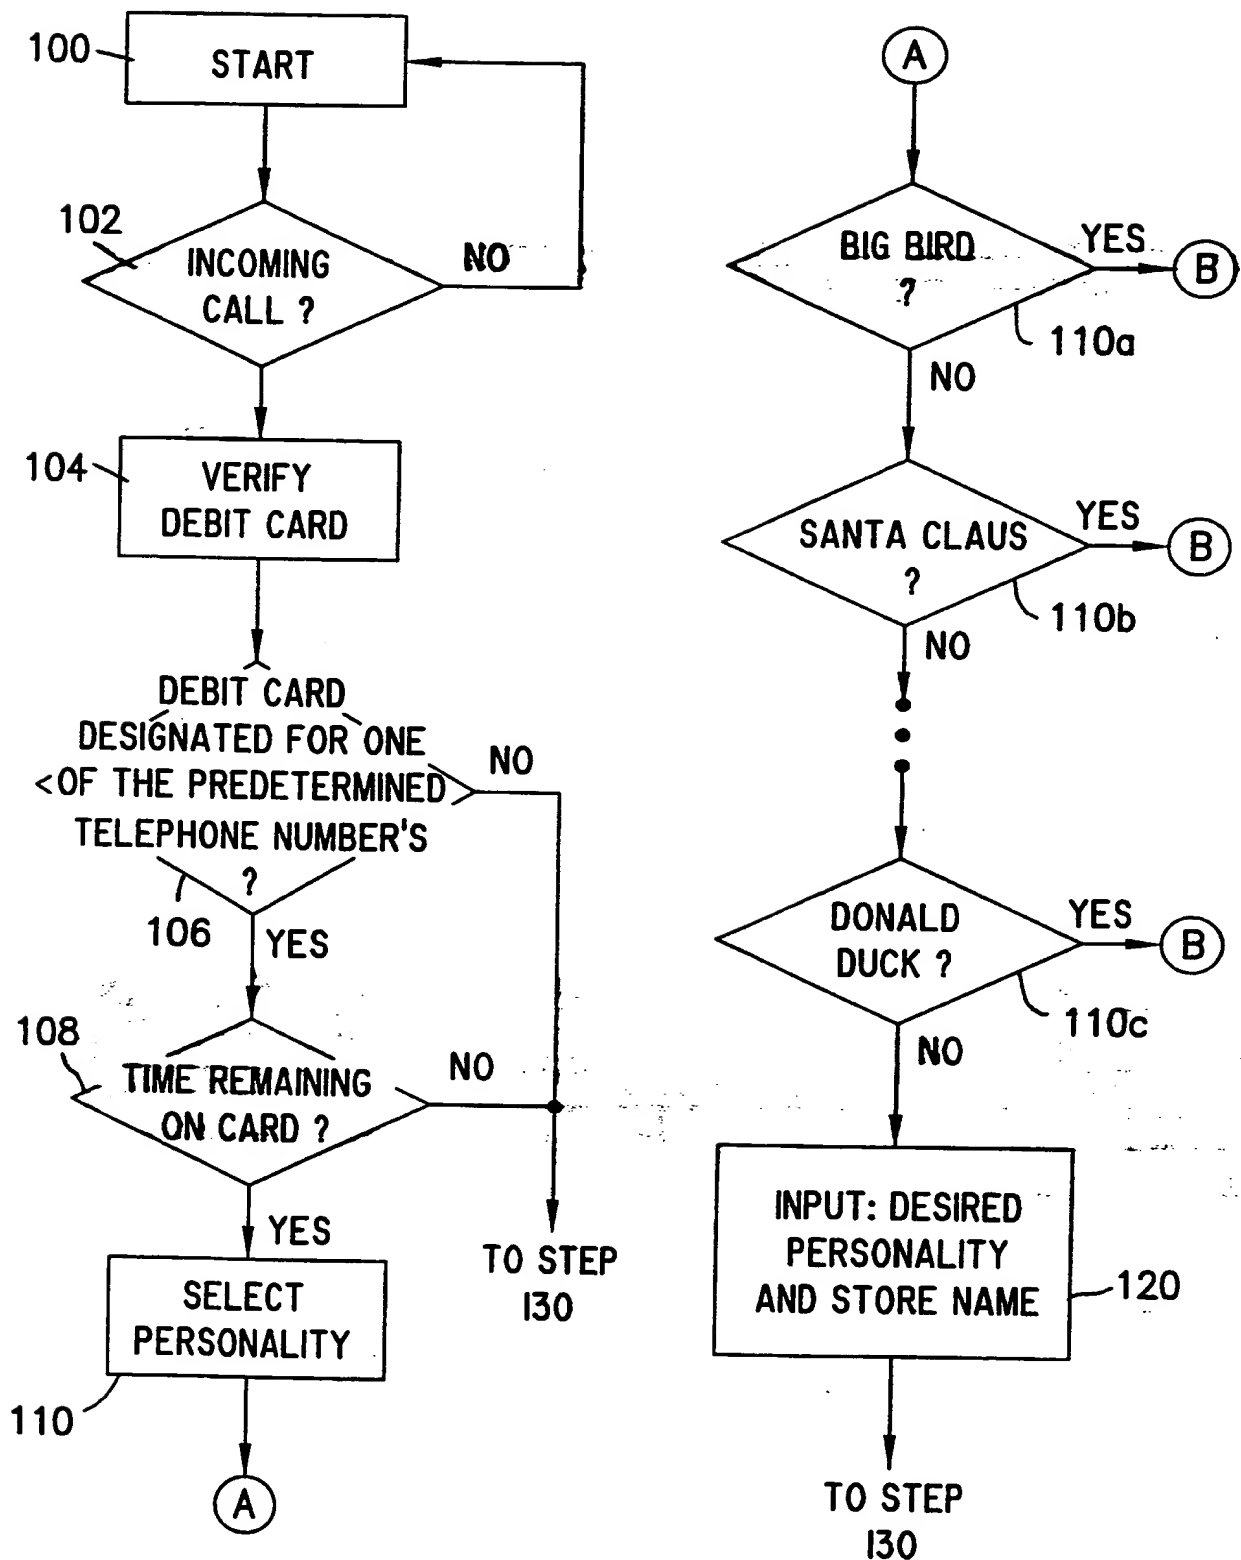 100
START
102
INCOMING
CALL ?
NO
104
VERIFY
DEBIT CARD
DEBIT CARD
DESIGNATED FOR ONE
OF THE PREDETERMINED
TELEPHONE NUMBER'S
?
NO
106
YES
108
TIME REMAINING
ON CARD ?
NO
YES
TO STEP
130
SELECT
PERSONALITY
110
A
A
BIG BIRD
?
YES
B
110a
NO
SANTA CLAUS
?
YES
B
110b
NO
DONALD
DUCK ?
YES
B
110c
NO
INPUT: DESIRED
PERSONALITY
AND STORE NAME
120
TO STEP
130